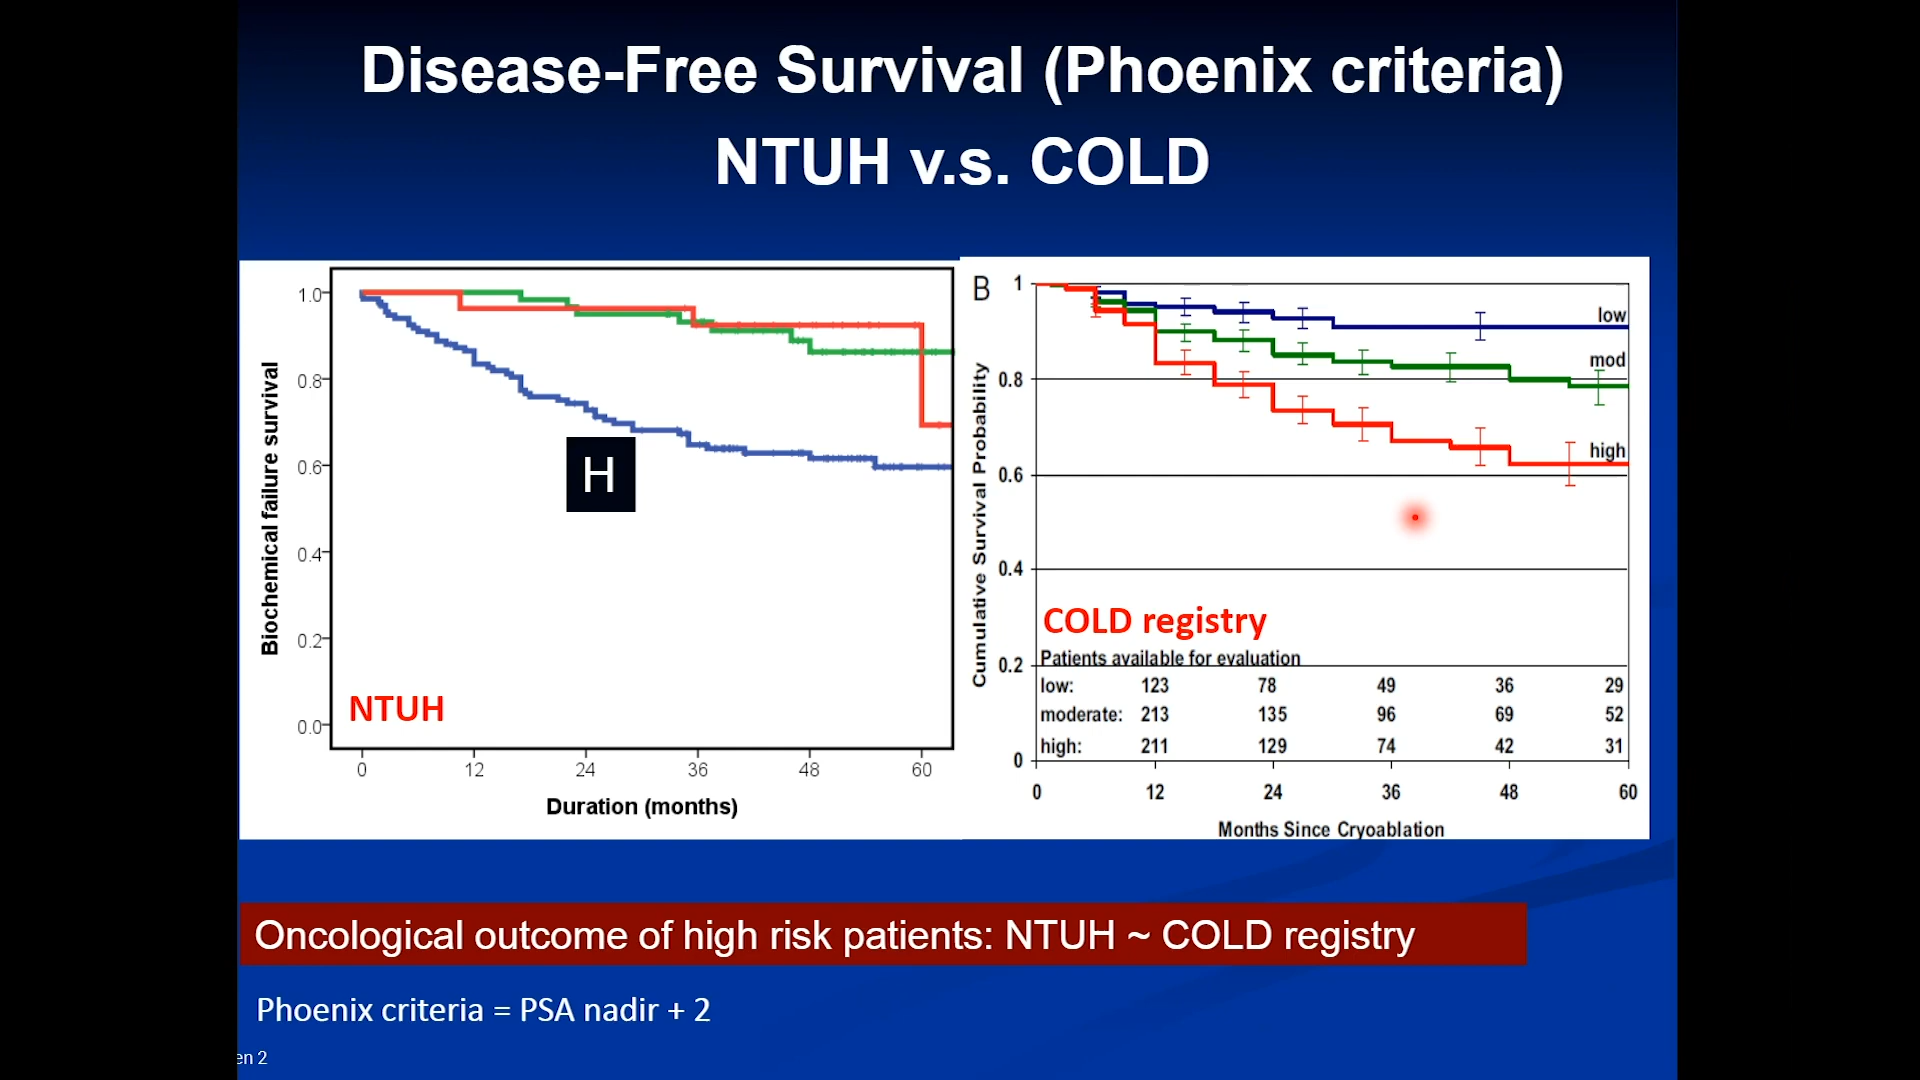 Disease-Free Survival (Phoenix criteria)
NTUH v.s. COLD
Biochemical failure survival
1.0
0.8
0.6
0.4
0.2
0.0
H
NTUH
0 12 24 36 48 60
Duration (months)
B
Cumulative Survival Probability
1
0.8
0.6
0.4
0.2
0
low
mod
high
COLD registry
Patients available for evaluation
low: 123 78 49 36 29
moderate: 213 135 96 69 52
high: 211 129 74 42 31
0 12 24 36 48 60
Months Since Cryoablation
Oncological outcome of high risk patients: NTUH ~ COLD registry
Phoenix criteria = PSA nadir + 2
en 2